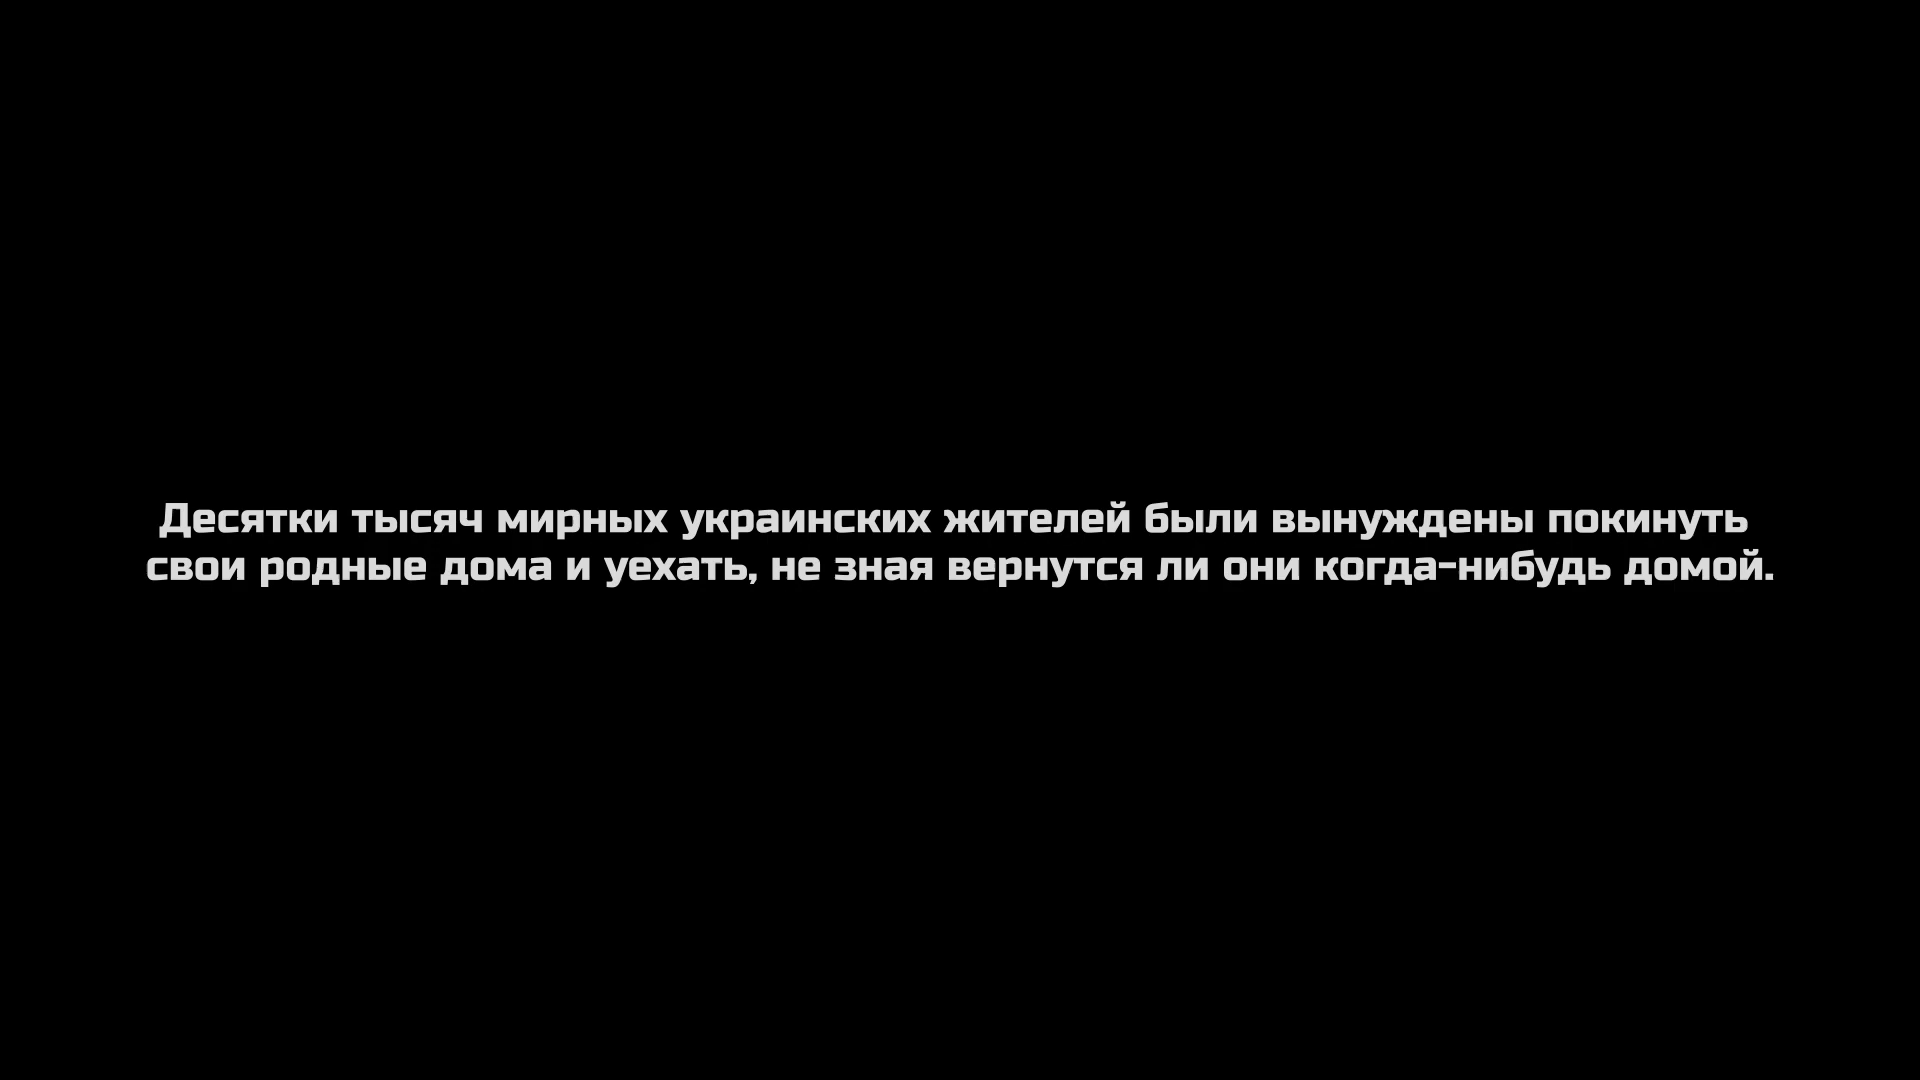 Десятки тысяч мирных украинских жителей были вынуждены покинуть
свои родные дома и уехать, не зная вернутся ли они когда-нибудь домой.